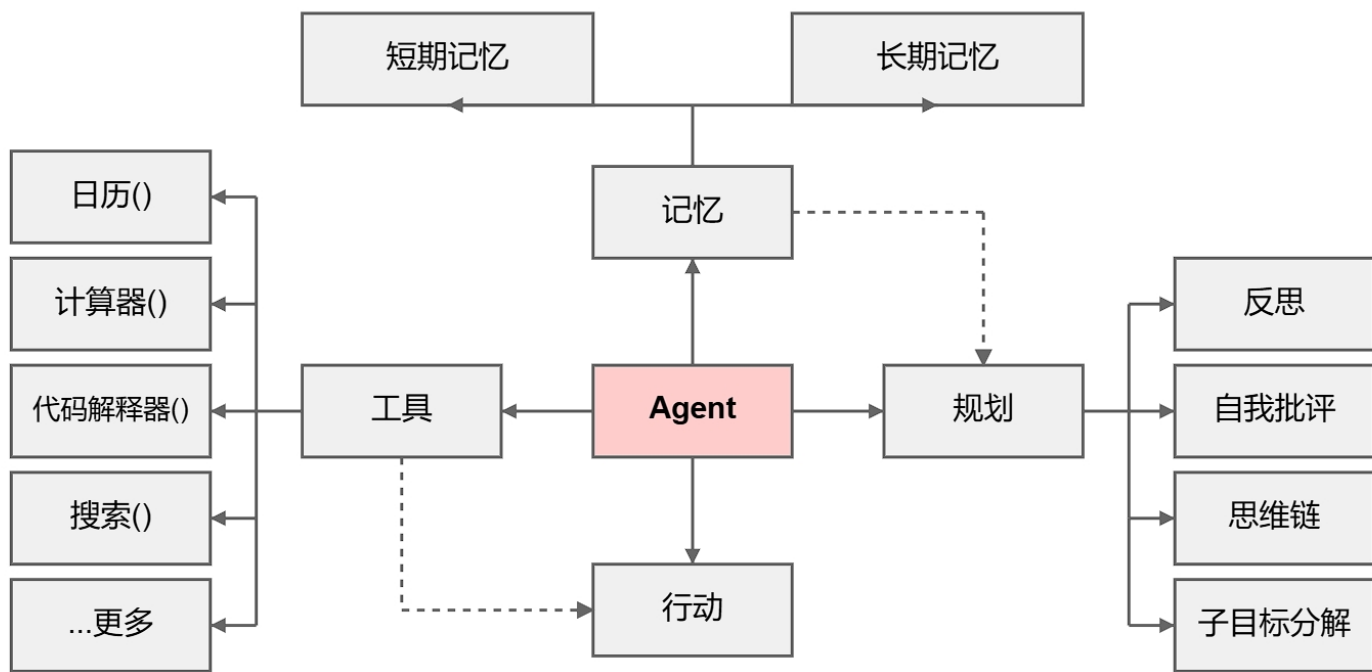 短期记忆
长期记忆
日历()
记忆
计算器()
反思
代码解释器()
工具
Agent
规划
自我批评
搜索()
思维链
...更多
行动
子目标分解